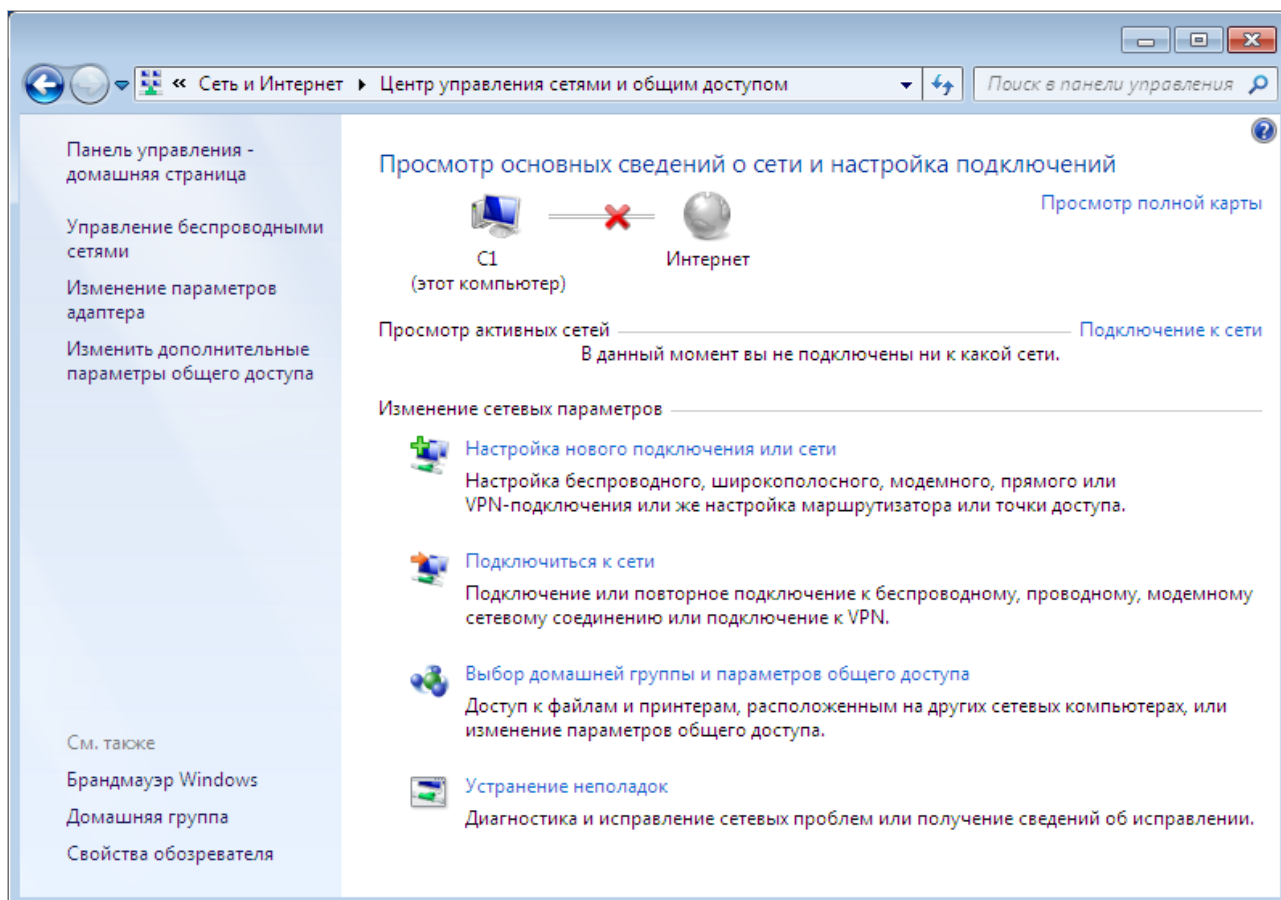 « Сеть и Интернет ▸ Центр управления сетями и общим доступом
Поиск в панели управления
Панель управления -
домашняя страница
Управление беспроводными
сетями
Изменение параметров
адаптера
Изменить дополнительные
параметры общего доступа
См. также
Брандмауэр Windows
Домашняя группа
Свойства обозревателя
Просмотр основных сведений о сети и настройка подключений
Просмотр полной карты
C1
(этот компьютер)
Интернет
Просмотр активных сетей
Подключение к сети
В данный момент вы не подключены ни к какой сети.
Изменение сетевых параметров
Настройка нового подключения или сети
Настройка беспроводного, широкополосного, модемного, прямого или
VPN-подключения или же настройка маршрутизатора или точки доступа.
Подключиться к сети
Подключение или повторное подключение к беспроводному, проводному, модемному
сетевому соединению или подключение к VPN.
Выбор домашней группы и параметров общего доступа
Доступ к файлам и принтерам, расположенным на других сетевых компьютерах, или
изменение параметров общего доступа.
Устранение неполадок
Диагностика и исправление сетевых проблем или получение сведений об исправлении.